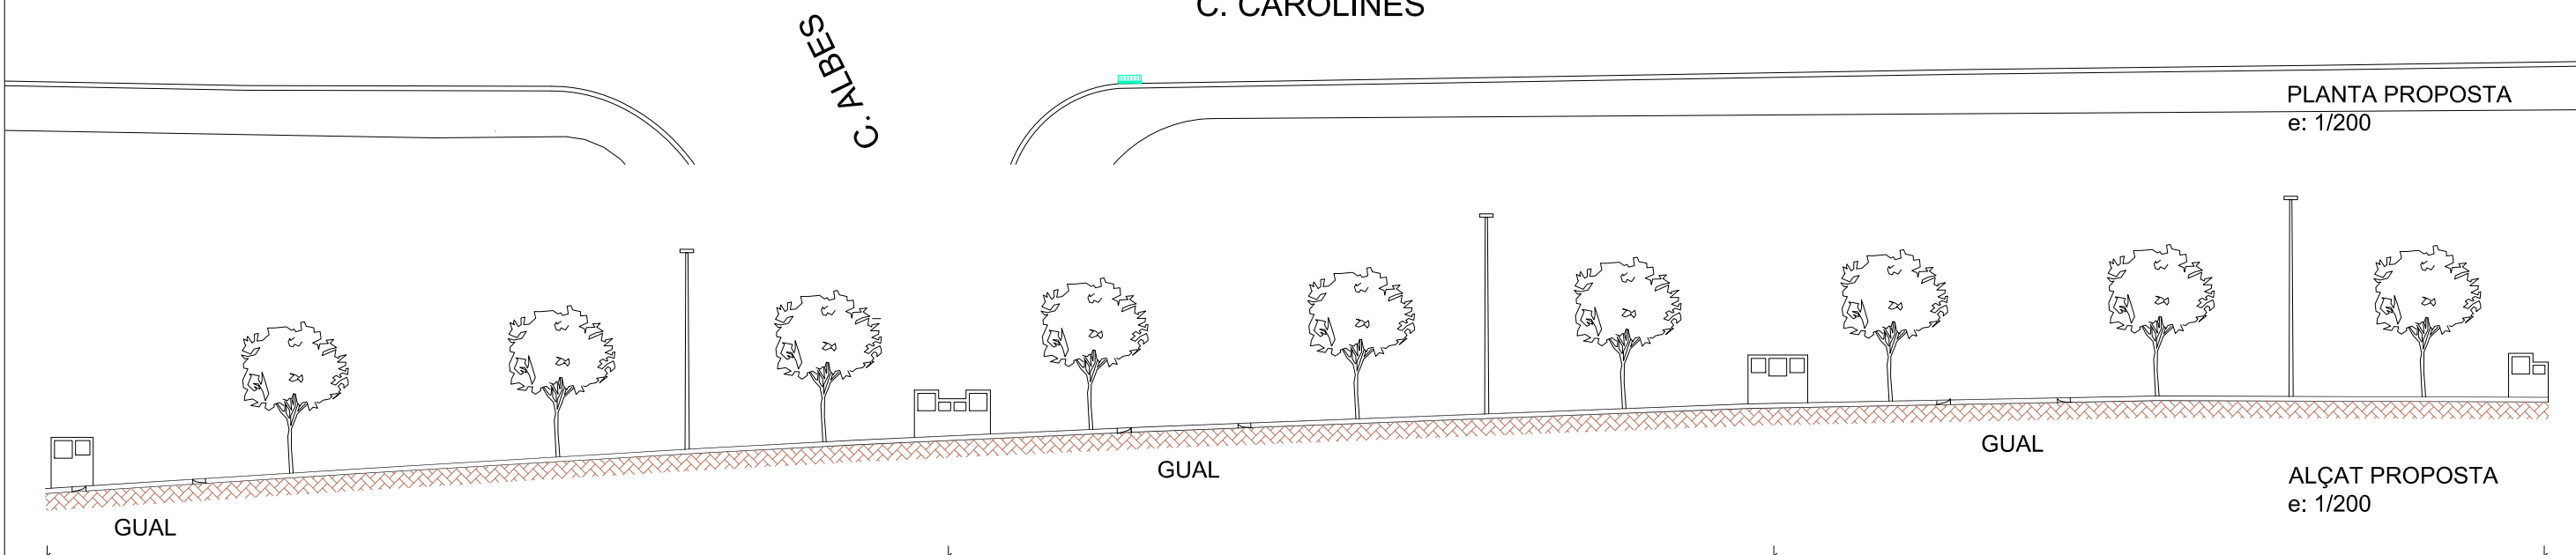 C. CAROLINES
C. ALBES
PLANTA PROPOSTA
e: 1/200
GUAL
GUAL
GUAL
ALÇAT PROPOSTA
e: 1/200